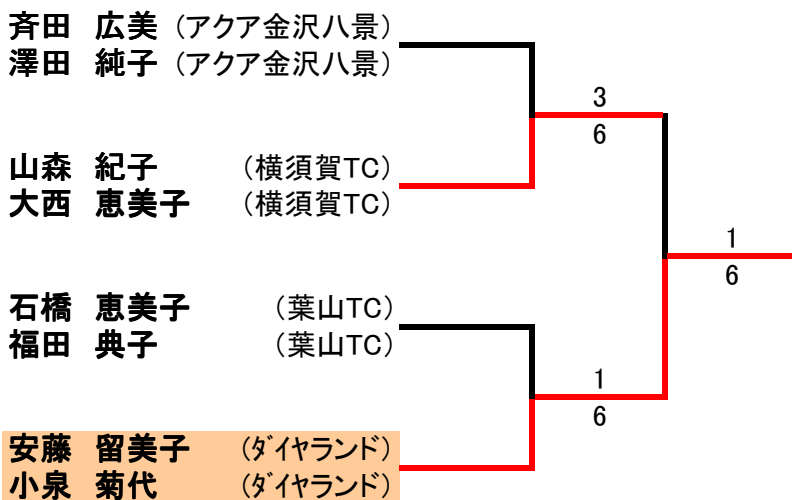 斉田 広美 (アクア金沢八景)
澤田 純子 (アクア金沢八景)
3
6
山森 紀子 (横須賀TC)
大西 恵美子 (横須賀TC)
1
6
石橋 恵美子 (葉山TC)
福田 典子 (葉山TC)
1
6
安藤 留美子 (ダイヤランド)
小泉 菊代 (ダイヤランド)